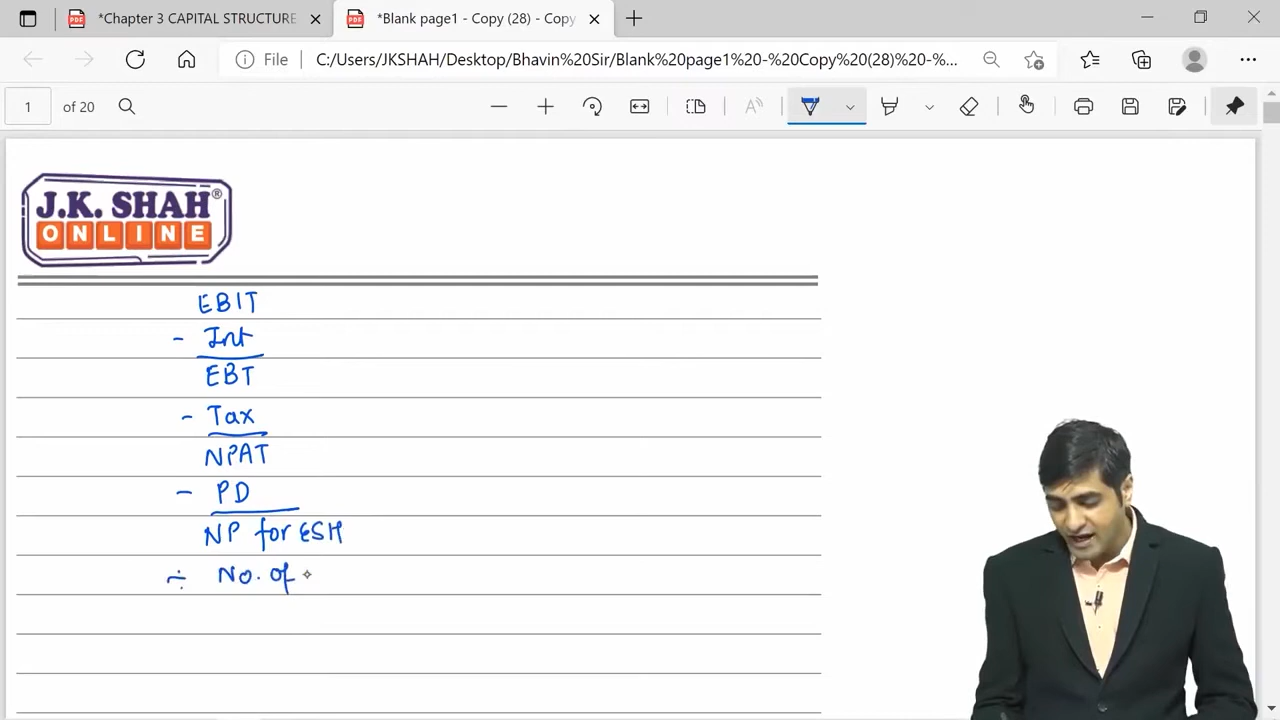 *Chapter 3 CAPITAL STRUCTURE
*Blank page1 - Copy (28) - Copy
File
C:/Users/JKSHAH/Desktop/Bhavin%20Sir/Blank%20page1%20-%20Copy%20(28)%20-%...
1 of 20
J.K. SHAH®
ONLINE
EBIT
- Int
EBT
- Tax
NPAT
- PD
NP for ESH
÷ No. of